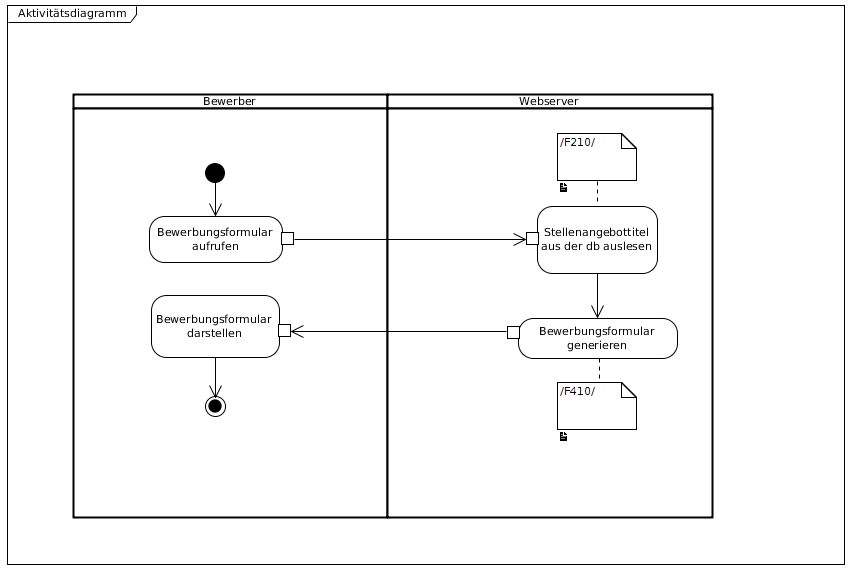 Aktivitätsdiagramm
Bewerber
Webserver
/F210/
Bewerbungsformular
aufrufen
Stellenangebottitel
aus der db auslesen
Bewerbungsformular
darstellen
Bewerbungsformular
generieren
/F410/